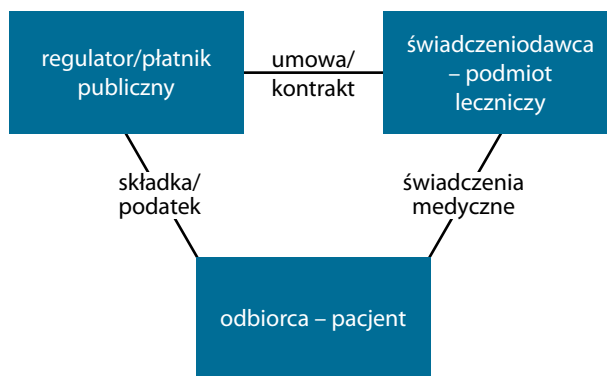 regulator/płatnik
publiczny
umowa/
kontrakt
świadczeniodawca
– podmiot
leczniczy
składka/
podatek
świadczenia
medyczne
odbiorca – pacjent